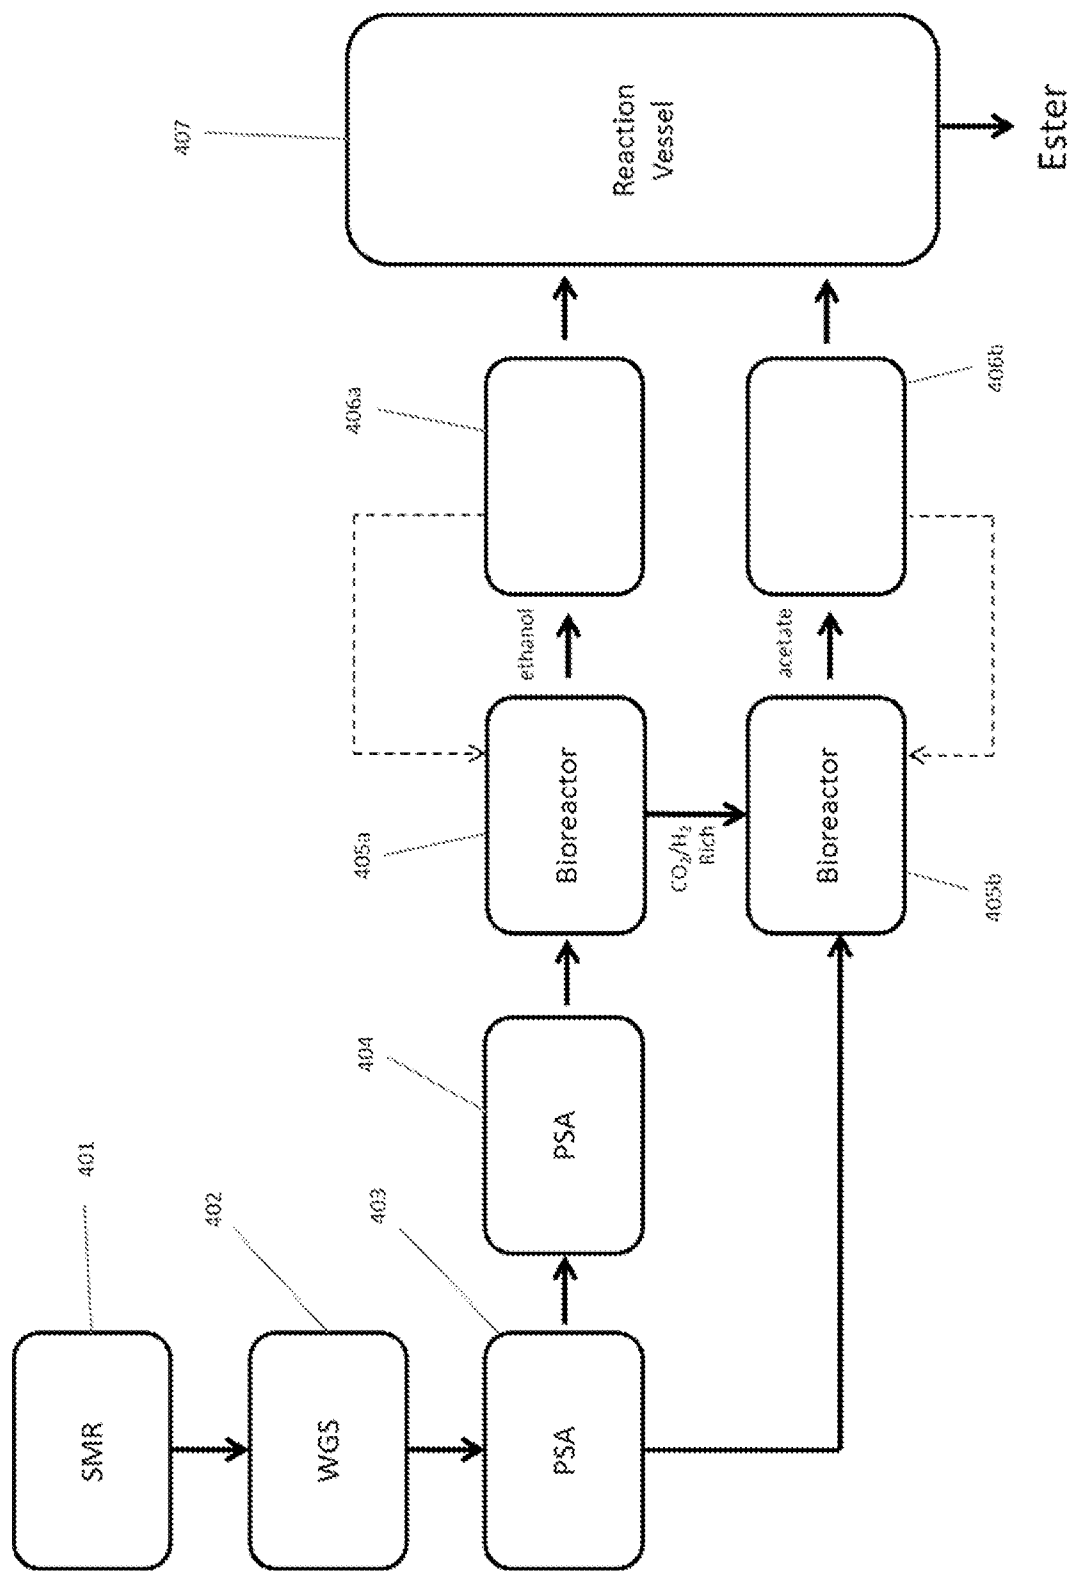 SMR
401
WGS
402
PSA
403
PSA
404
Bioreactor
405a
CO₂/H₂
Rich
Bioreactor
405b
ethanol
acetate
406a
406b
Reaction
Vessel
407
Ester